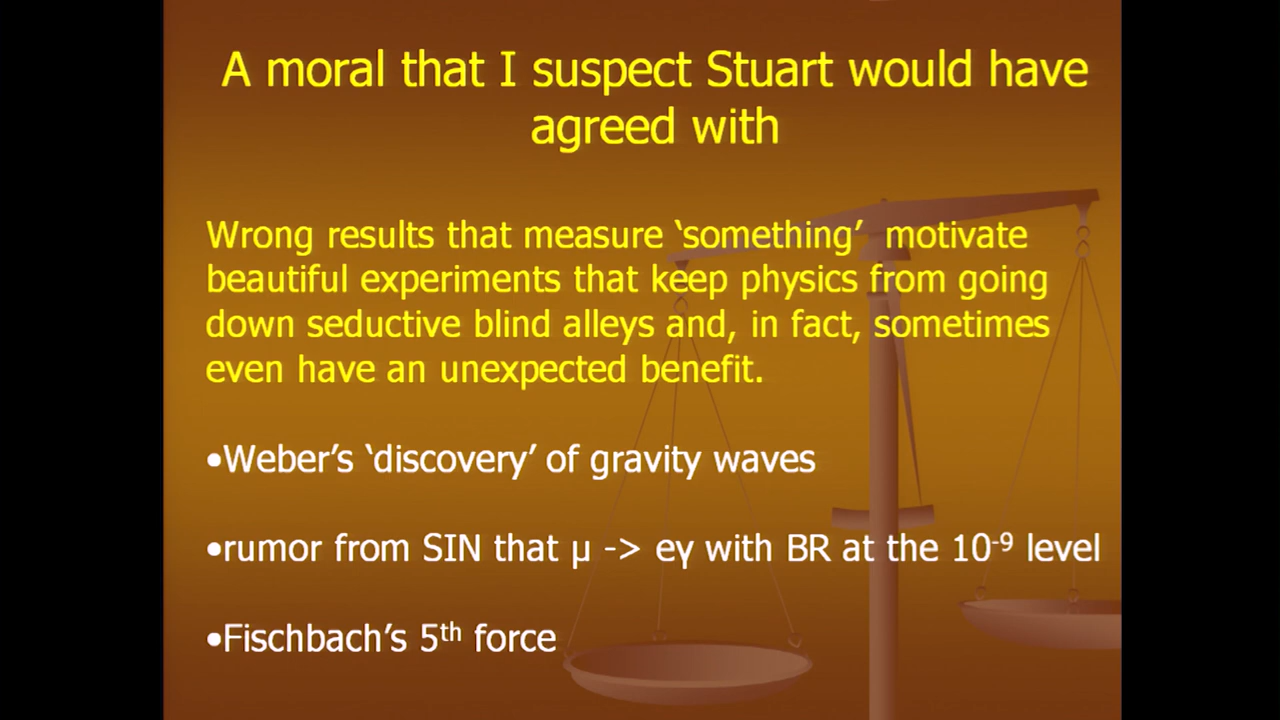 A moral that I suspect Stuart would have
agreed with
Wrong results that measure ‘something’ motivate
beautiful experiments that keep physics from going
down seductive blind alleys and, in fact, sometimes
even have an unexpected benefit.
•Weber’s ‘discovery’ of gravity waves
•rumor from SIN that µ -> eγ with BR at the 10⁻⁹ level
•Fischbach’s 5ᵗʰ force